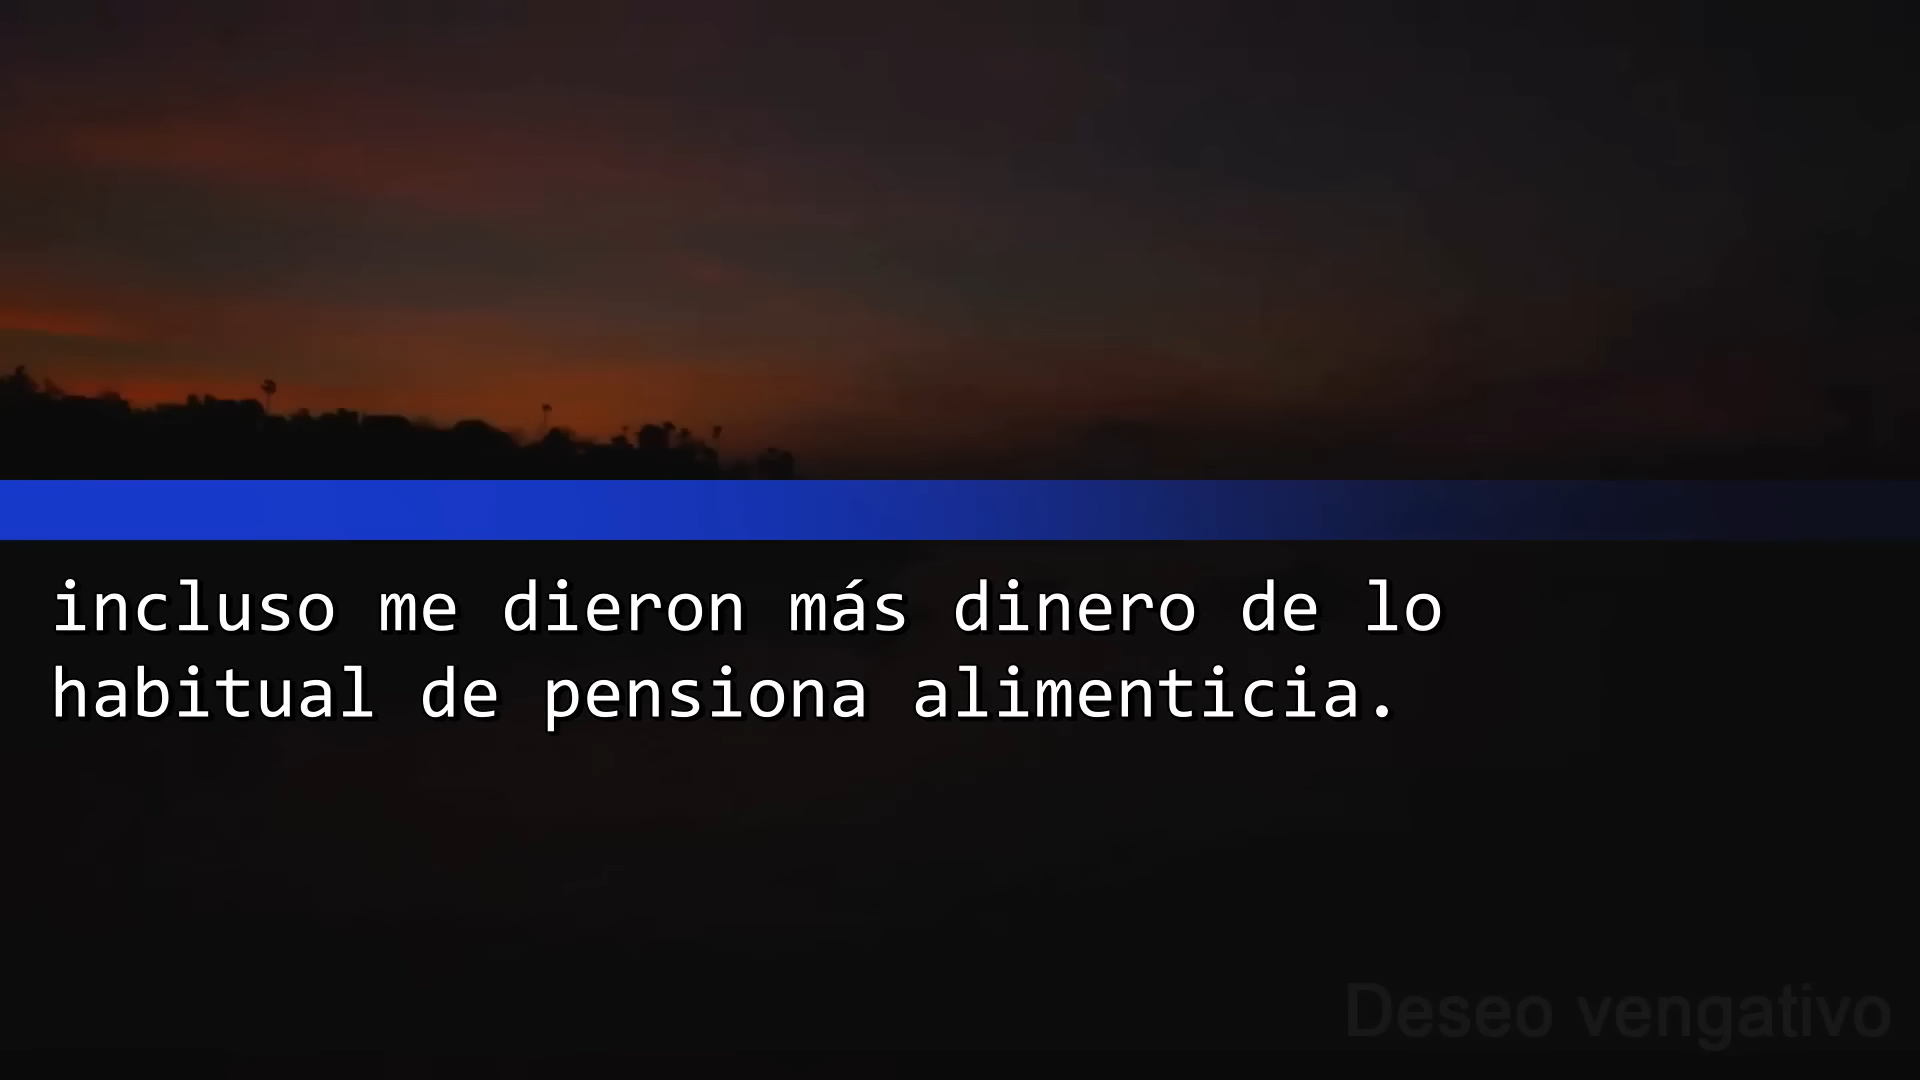 incluso me dieron más dinero de lo
habitual de pensiona alimenticia.
Deseo vengativo